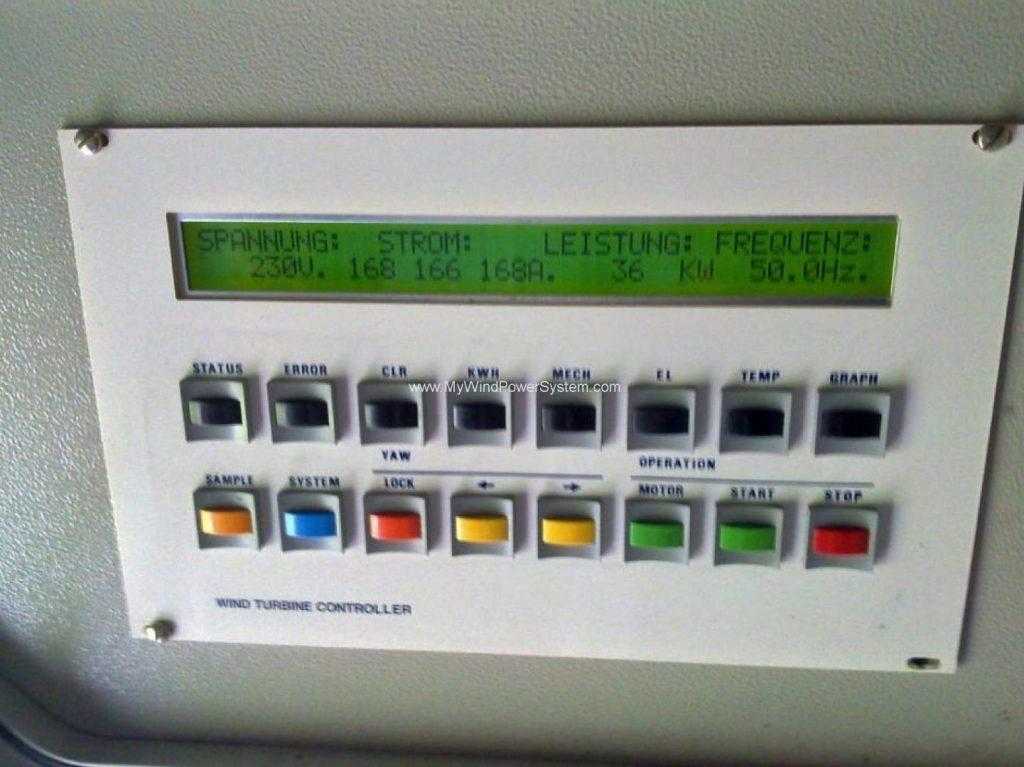 SPANNUNG: STROM: LEISTUNG: FREQUENZ:
230V. 168 166 168A. 36 KW 50.0Hz.
STATUS ERROR CLR KWH MECH EL TEMP GRAPH
www.MyWindPowerSystem.com
YAW OPERATION
SAMPLE SYSTEM LOCK ← → MOTOR START STOP
WIND TURBINE CONTROLLER